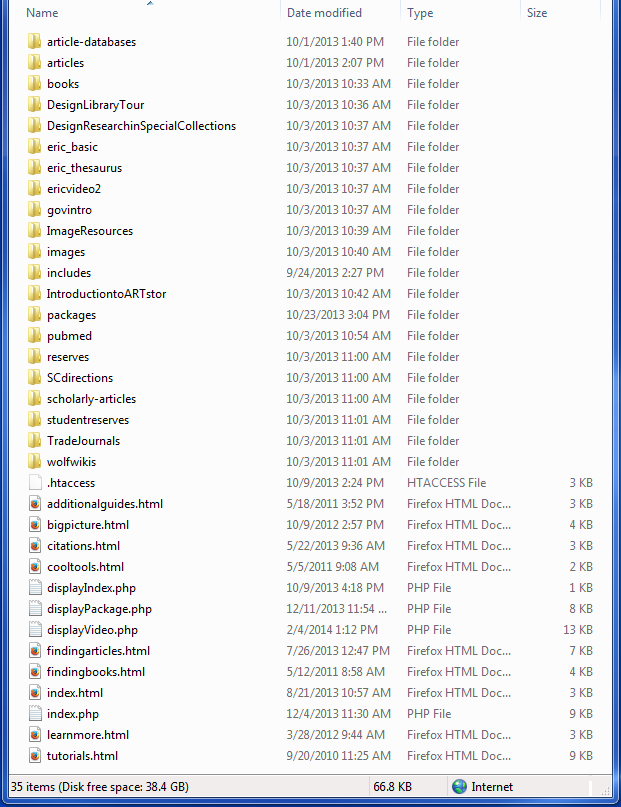 Name Date modified Type Size
article-databases 10/1/2013 1:40 PM File folder
articles 10/1/2013 2:07 PM File folder
books 10/3/2013 10:33 AM File folder
DesignLibraryTour 10/3/2013 10:36 AM File folder
DesignResearchinSpecialCollections 10/3/2013 10:37 AM File folder
eric_basic 10/3/2013 10:37 AM File folder
eric_thesaurus 10/3/2013 10:37 AM File folder
ericvideo2 10/3/2013 10:37 AM File folder
govintro 10/3/2013 10:37 AM File folder
ImageResources 10/3/2013 10:39 AM File folder
images 10/3/2013 10:40 AM File folder
includes 9/24/2013 2:27 PM File folder
IntroductiontoARTstor 10/3/2013 10:42 AM File folder
packages 10/23/2013 3:04 PM File folder
pubmed 10/3/2013 10:54 AM File folder
reserves 10/3/2013 11:00 AM File folder
SCdirections 10/3/2013 11:00 AM File folder
scholarly-articles 10/3/2013 11:00 AM File folder
studentreserves 10/3/2013 11:01 AM File folder
TradeJournals 10/3/2013 11:01 AM File folder
wolfwikis 10/3/2013 11:01 AM File folder
.htaccess 10/9/2013 2:24 PM HTACCESS File 3 KB
additionalguides.html 5/18/2011 3:52 PM Firefox HTML Doc... 3 KB
bigpicture.html 10/9/2012 2:57 PM Firefox HTML Doc... 4 KB
citations.html 5/22/2013 9:36 AM Firefox HTML Doc... 3 KB
cooltools.html 5/5/2011 9:08 AM Firefox HTML Doc... 2 KB
displayIndex.php 10/9/2013 4:18 PM PHP File 1 KB
displayPackage.php 12/11/2013 11:54 ... PHP File 8 KB
displayVideo.php 2/4/2014 1:12 PM PHP File 13 KB
findingarticles.html 7/26/2013 12:47 PM Firefox HTML Doc... 7 KB
findingbooks.html 5/12/2011 8:58 AM Firefox HTML Doc... 4 KB
index.html 8/21/2013 10:57 AM Firefox HTML Doc... 3 KB
index.php 12/4/2013 11:30 AM PHP File 9 KB
learnmore.html 3/28/2012 9:44 AM Firefox HTML Doc... 3 KB
tutorials.html 9/20/2010 11:25 AM Firefox HTML Doc... 9 KB
35 items (Disk free space: 38.4 GB) 66.8 KB Internet